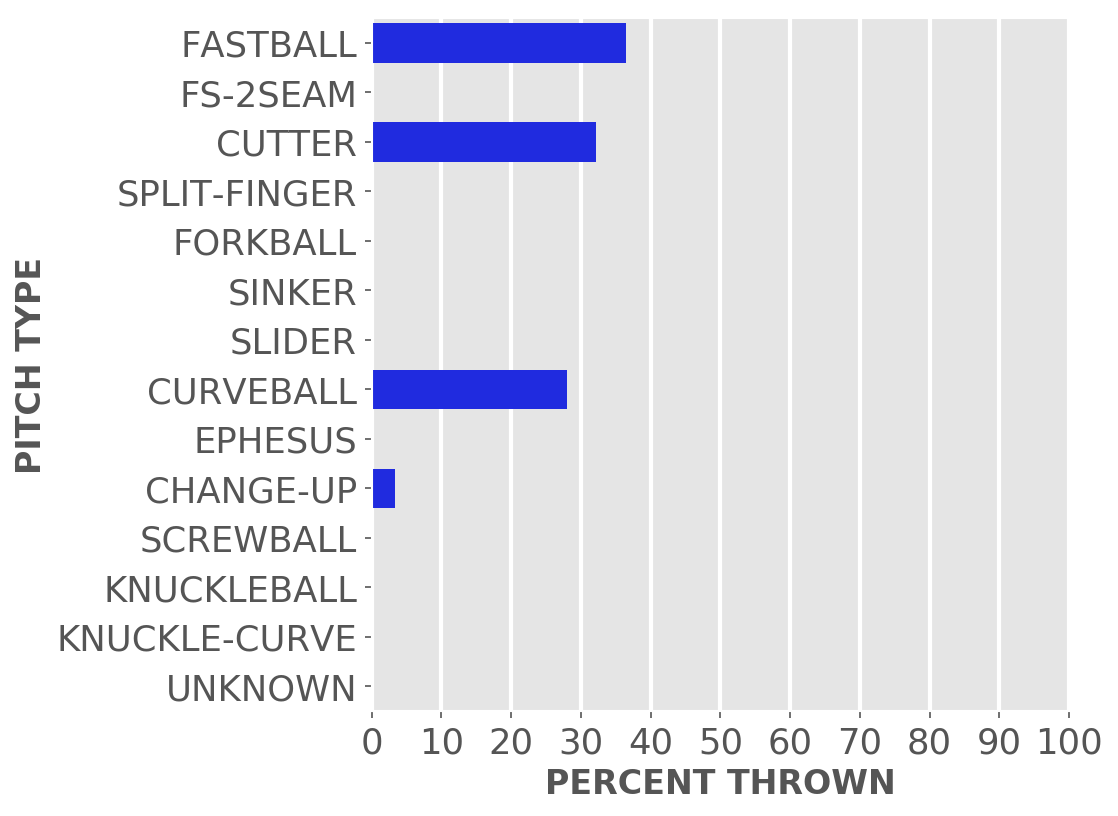 FASTBALL
FS-2SEAM
CUTTER
SPLIT-FINGER
FORKBALL
SINKER
SLIDER
CURVEBALL
EPHESUS
CHANGE-UP
SCREWBALL
KNUCKLEBALL
KNUCKLE-CURVE
UNKNOWN
PITCH TYPE
0 10 20 30 40 50 60 70 80 90 100
PERCENT THROWN